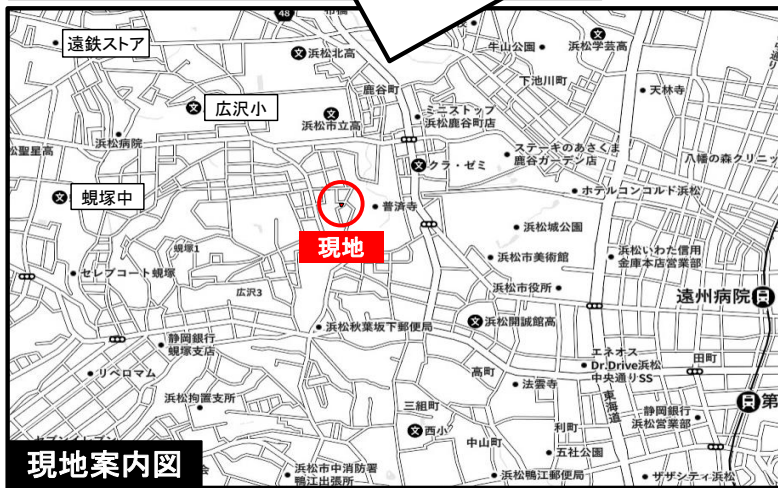 48
遠鉄ストア
浜松北高
牛山公園
浜松学芸高
鹿谷町
下池川町
天林寺
広沢小
浜松市立高
ミニストップ
浜松鹿谷町店
浜松病院
松聖星高
ステーキのあさくま
鹿谷ガーデン店
八幡の森クリニッ
クラ・ゼミ
蜆塚中
普済寺
ホテルコンコルド浜松
現地
浜松城公園
蜆塚1
浜松市美術館
浜松いわた信用
金庫本店営業部
セレブコート蜆塚
広沢3
浜松市役所
遠州病院
浜松秋葉坂下郵便局
浜松開誠館高
静岡銀行
蜆塚支店
エネオス
Dr.Drive浜松
中央通りSS
田町
リベロマム
高町
法雲寺
東海道
浜松拘置支所
三組町
静岡銀行
浜松営業部
第
西小
利町
中山町
五社公園
現地案内図
浜松市中消防署
鴨江出張所
浜松鴨江郵便局
ザザシティ浜松